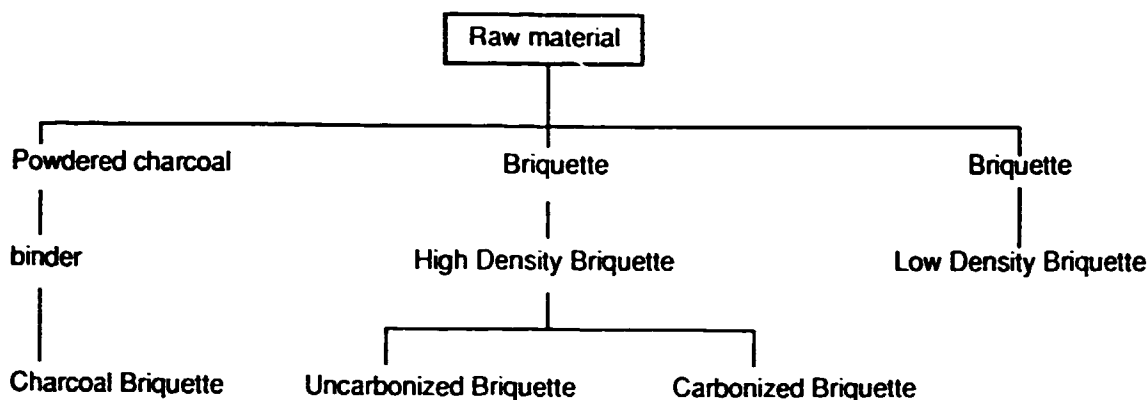 Raw material
Powdered charcoal Briquette Briquette
binder High Density Briquette Low Density Briquette
Charcoal Briquette Uncarbonized Briquette Carbonized Briquette